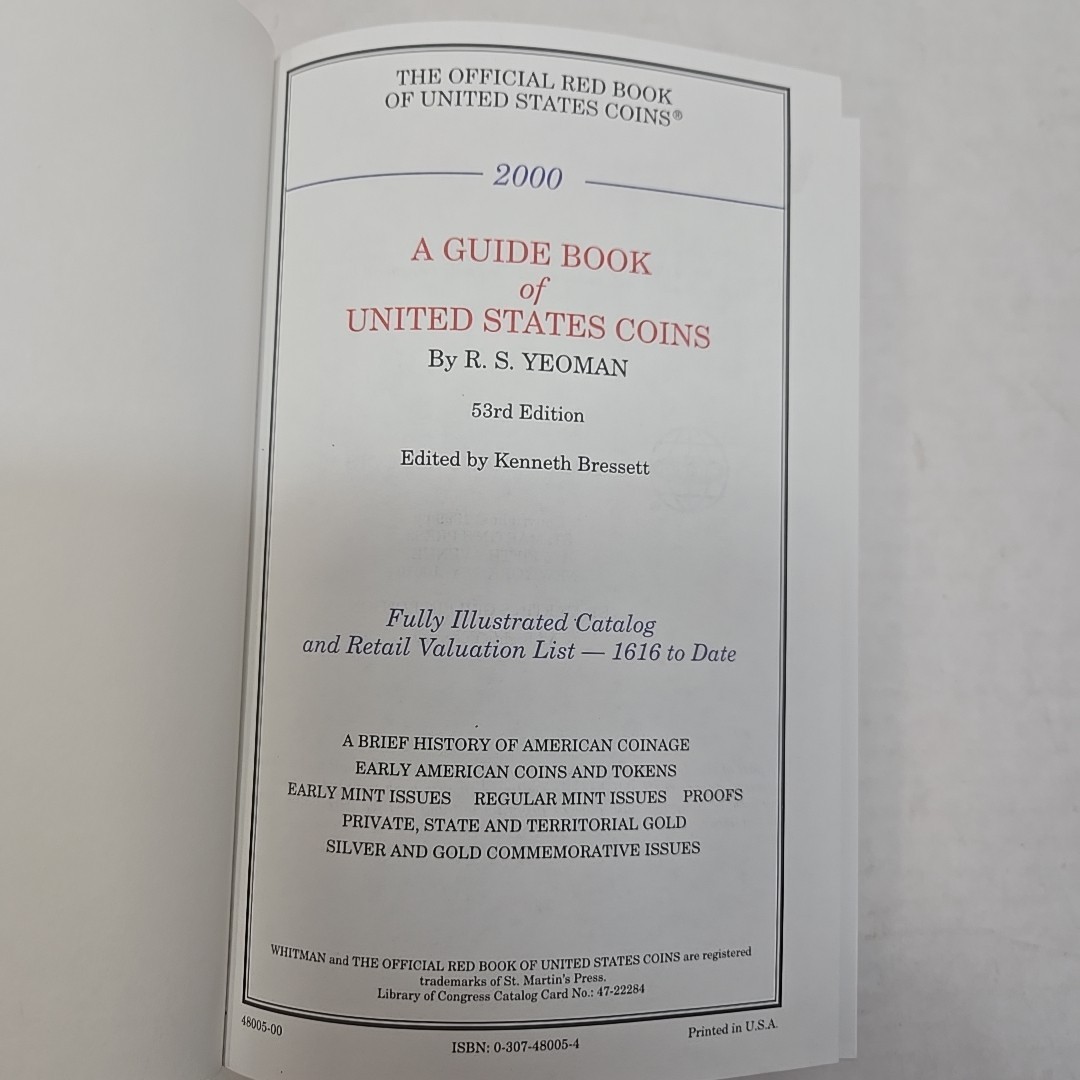 THE OFFICIAL RED BOOK
OF UNITED STATES COINS®
2000
A GUIDE BOOK
of
UNITED STATES COINS
By R. S. YEOMAN
53rd Edition
Edited by Kenneth Bressett
Fully Illustrated Catalog
and Retail Valuation List — 1616 to Date
A BRIEF HISTORY OF AMERICAN COINAGE
EARLY AMERICAN COINS AND TOKENS
EARLY MINT ISSUES REGULAR MINT ISSUES PROOFS
PRIVATE, STATE AND TERRITORIAL GOLD
SILVER AND GOLD COMMEMORATIVE ISSUES
WHITMAN and THE OFFICIAL RED BOOK OF UNITED STATES COINS are registered
trademarks of St. Martin's Press.
Library of Congress Catalog Card No.: 47-22284
48005-00
ISBN: 0-307-48005-4
Printed in U.S.A.